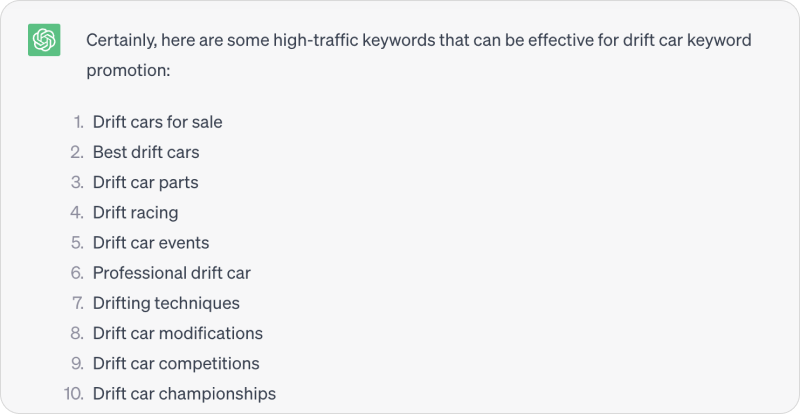 Certainly, here are some high-traffic keywords that can be effective for drift car keyword
promotion:
1. Drift cars for sale
2. Best drift cars
3. Drift car parts
4. Drift racing
5. Drift car events
6. Professional drift car
7. Drifting techniques
8. Drift car modifications
9. Drift car competitions
10. Drift car championships